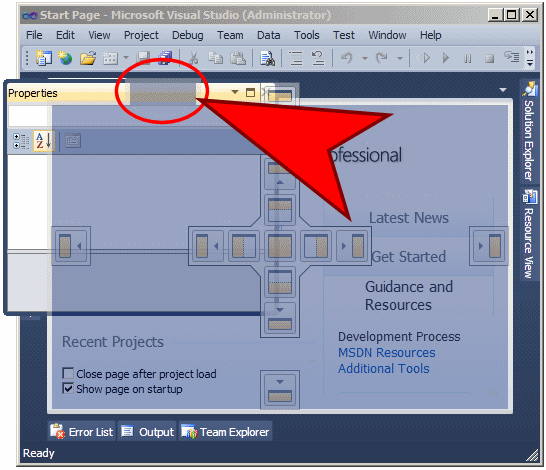 Start Page - Microsoft Visual Studio (Administrator)
File Edit View Project Debug Team Data Tools Test Window Help
Properties
Solution Explorer
Resource View
rofessional
Latest News
Get Started
Guidance and
Resources
Development Process
MSDN Resources
Additional Tools
Recent Projects
Close page after project load
Show page on startup
Error List Output Team Explorer
Ready